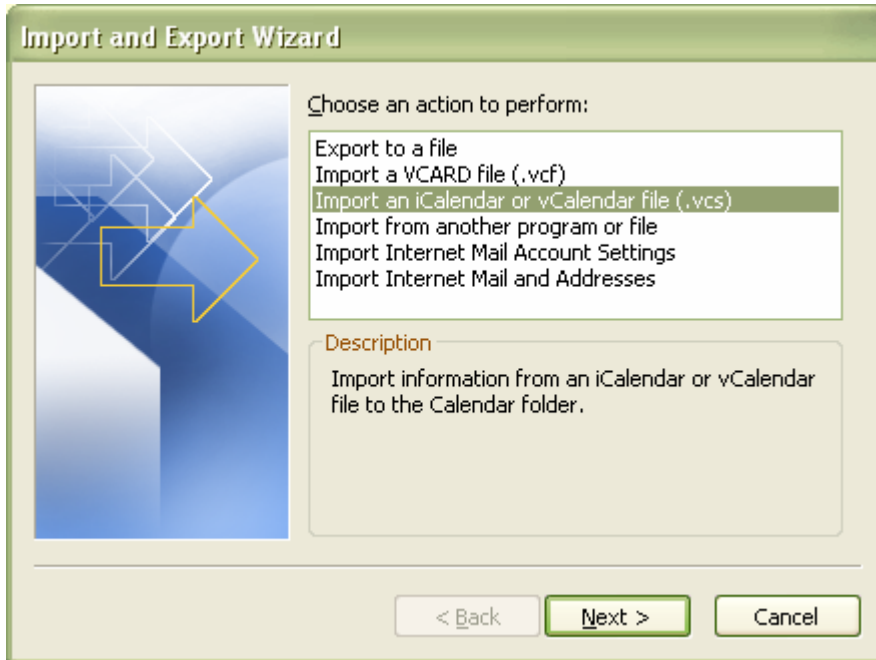 Import and Export Wizard
Choose an action to perform:
Export to a file
Import a VCARD file (.vcf)
Import an iCalendar or vCalendar file (.vcs)
Import from another program or file
Import Internet Mail Account Settings
Import Internet Mail and Addresses
Description
Import information from an iCalendar or vCalendar
file to the Calendar folder.
< Back
Next >
Cancel